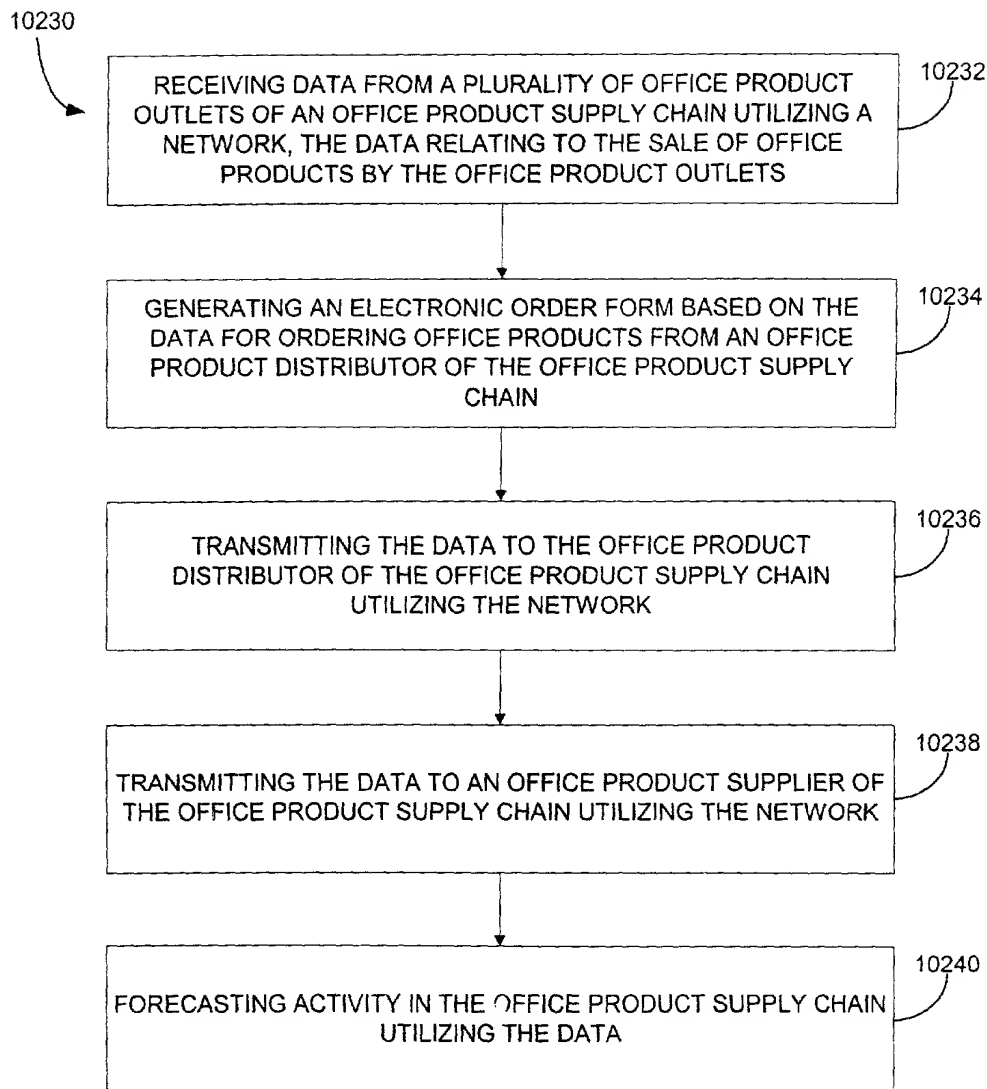 10230
RECEIVING DATA FROM A PLURALITY OF OFFICE PRODUCT
OUTLETS OF AN OFFICE PRODUCT SUPPLY CHAIN UTILIZING A
NETWORK, THE DATA RELATING TO THE SALE OF OFFICE
PRODUCTS BY THE OFFICE PRODUCT OUTLETS
10232
GENERATING AN ELECTRONIC ORDER FORM BASED ON THE
DATA FOR ORDERING OFFICE PRODUCTS FROM AN OFFICE
PRODUCT DISTRIBUTOR OF THE OFFICE PRODUCT SUPPLY
CHAIN
10234
TRANSMITTING THE DATA TO THE OFFICE PRODUCT
DISTRIBUTOR OF THE OFFICE PRODUCT SUPPLY CHAIN
UTILIZING THE NETWORK
10236
TRANSMITTING THE DATA TO AN OFFICE PRODUCT SUPPLIER OF
THE OFFICE PRODUCT SUPPLY CHAIN UTILIZING THE NETWORK
10238
FORECASTING ACTIVITY IN THE OFFICE PRODUCT SUPPLY CHAIN
UTILIZING THE DATA
10240